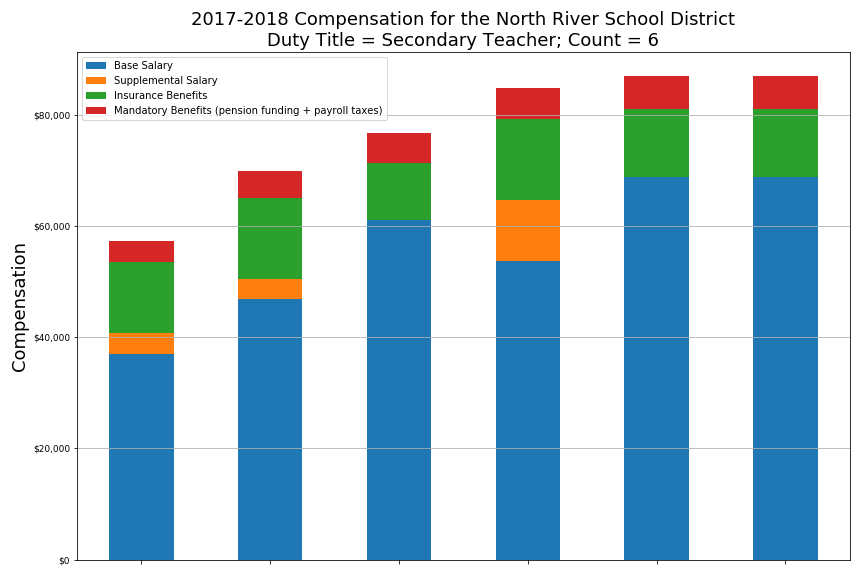 2017-2018 Compensation for the North River School District
Duty Title = Secondary Teacher; Count = 6
Base Salary
Supplemental Salary
Insurance Benefits
Mandatory Benefits (pension funding + payroll taxes)
Compensation
$80,000
$60,000
$40,000
$20,000
$0